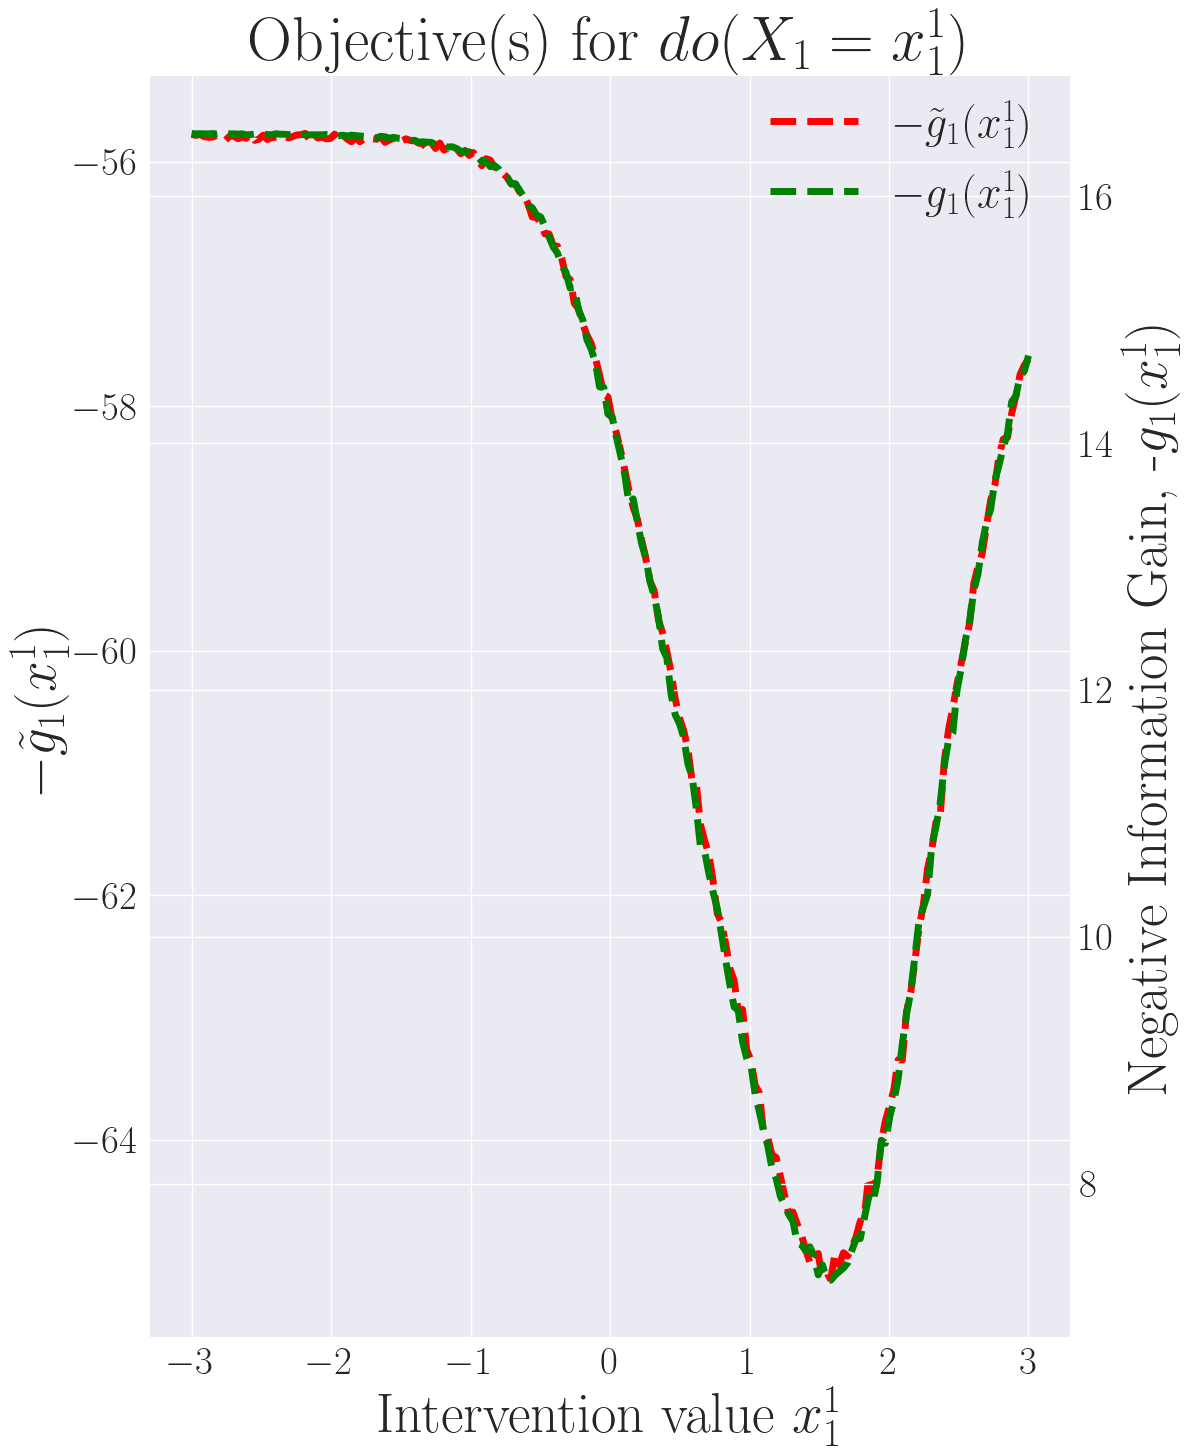 Objective(s) for do(X₁ = x₁¹)
−g̃₁(x₁¹)
−g₁(x₁¹)
−56
−58
−60
−62
−64
−g̃₁(x₁¹)
16
14
12
10
8
Negative Information Gain, -g₁(x₁¹)
−3
−2
−1
0
1
2
3
Intervention value x₁¹